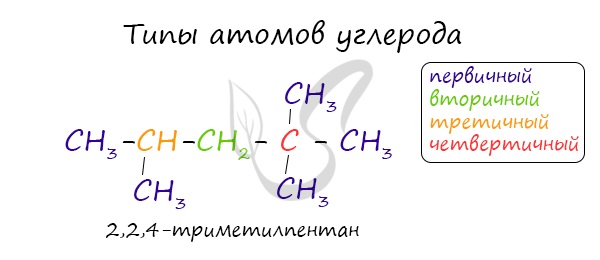 Типы атомов углерода
первичный
вторичный
третичный
четвертичный
CH₃
CH₃ – CH – CH₂ – C – CH₃
CH₃ CH₃
2,2,4-триметилпентан